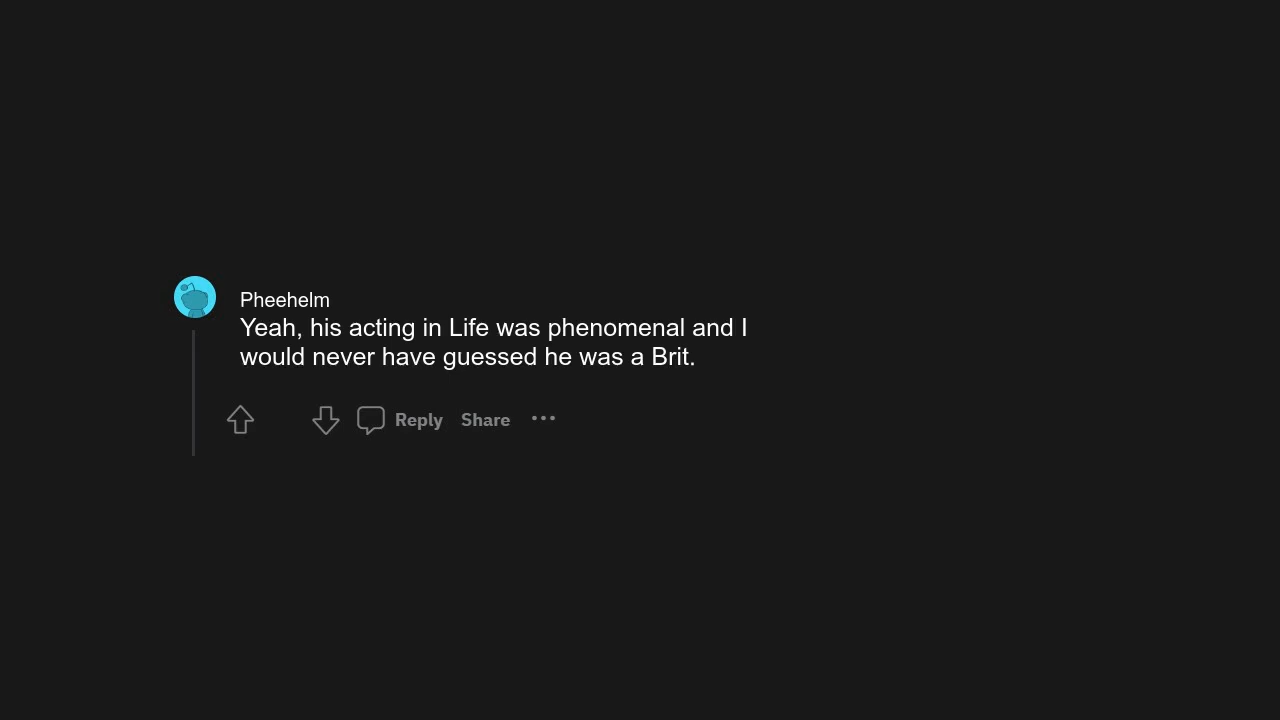 Pheehelm
Yeah, his acting in Life was phenomenal and I
would never have guessed he was a Brit.
Reply Share